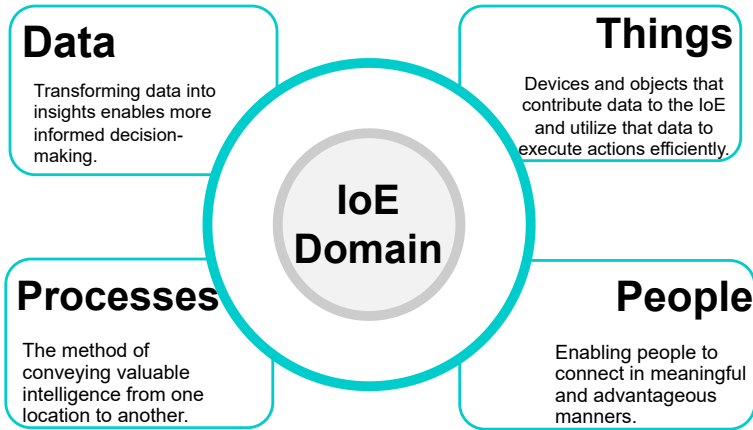 Data
Transforming data into
insights enables more
informed decision-
making.
Things
Devices and objects that
contribute data to the IoE
and utilize that data to
execute actions efficiently.
IoE
Domain
Processes
The method of
conveying valuable
intelligence from one
location to another.
People
Enabling people to
connect in meaningful
and advantageous
manners.